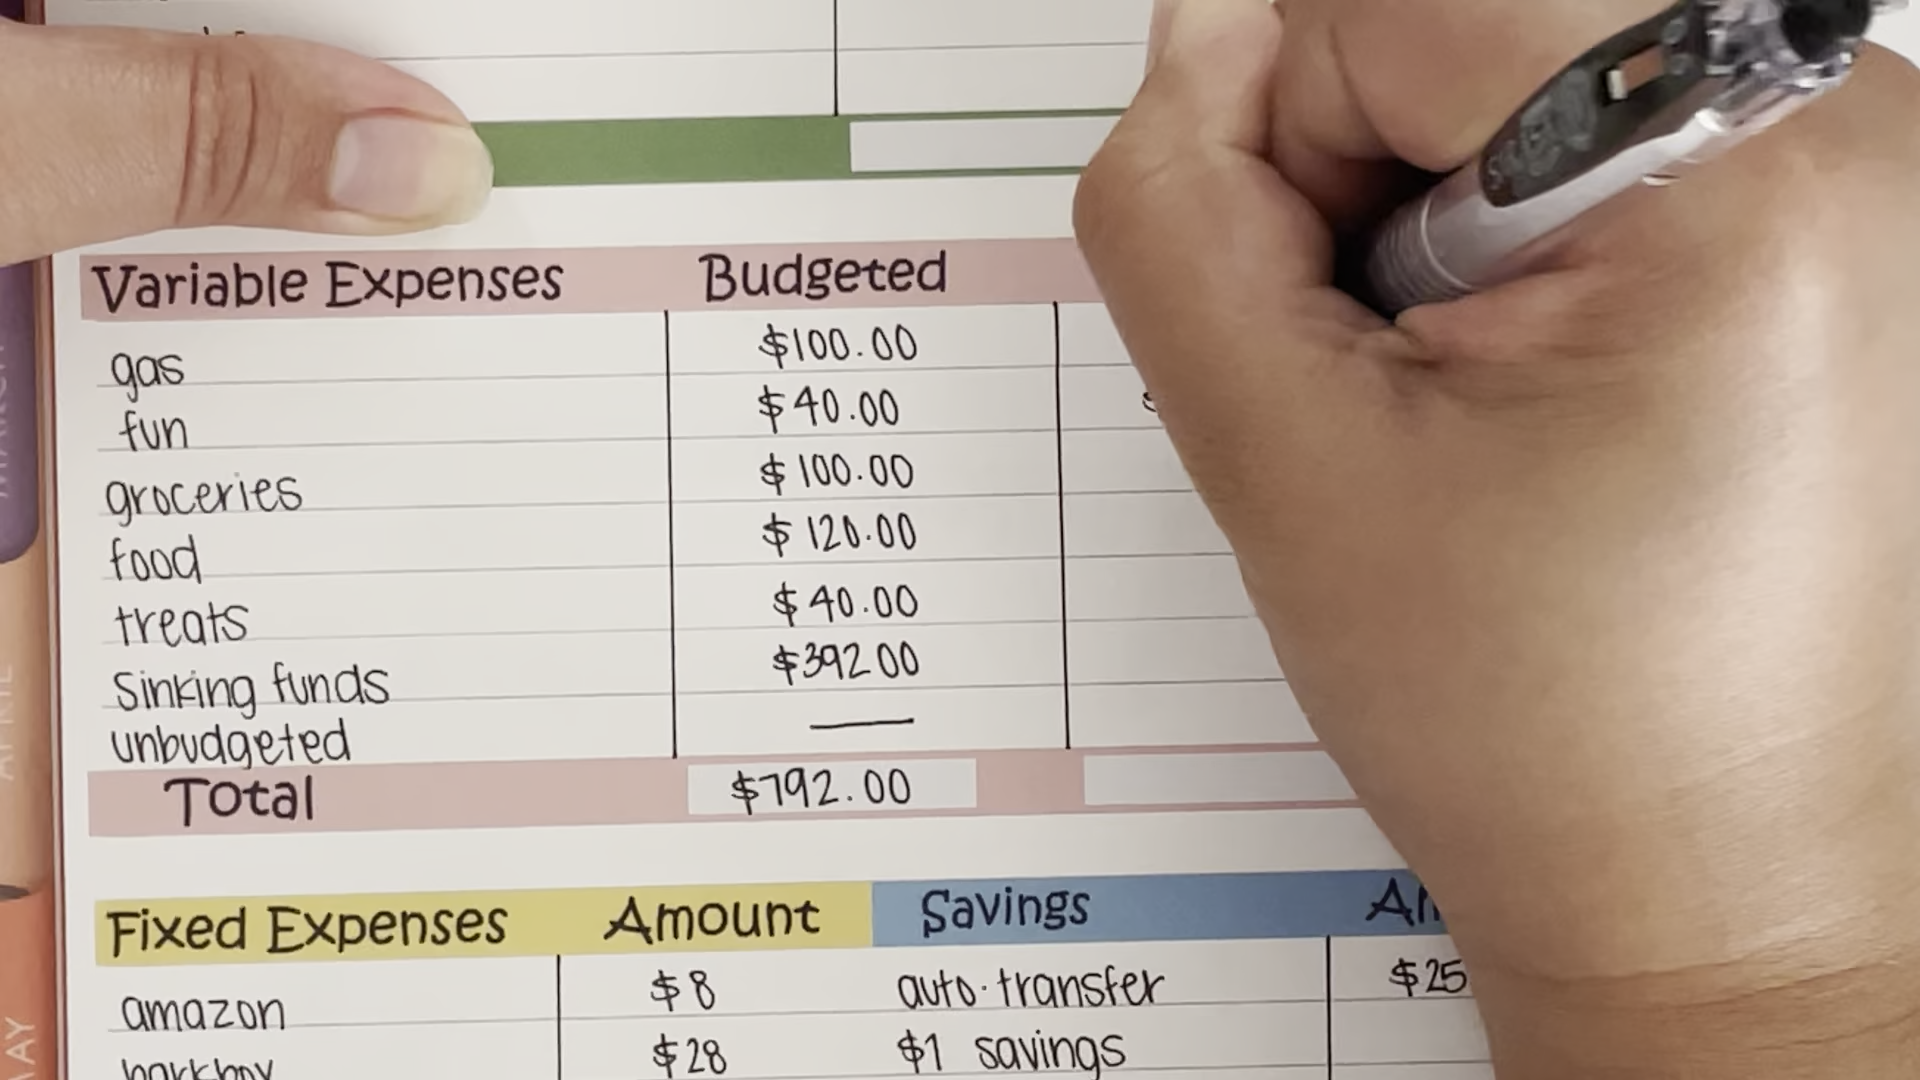 Variable Expenses Budgeted
gas $100.00
fun $40.00
groceries $100.00
food $120.00
treats $40.00
Sinking funds $392.00
unbudgeted —
Total $792.00
Fixed Expenses Amount Savings
amazon $8 auto·transfer $25
$28 $1 savings
APRIL